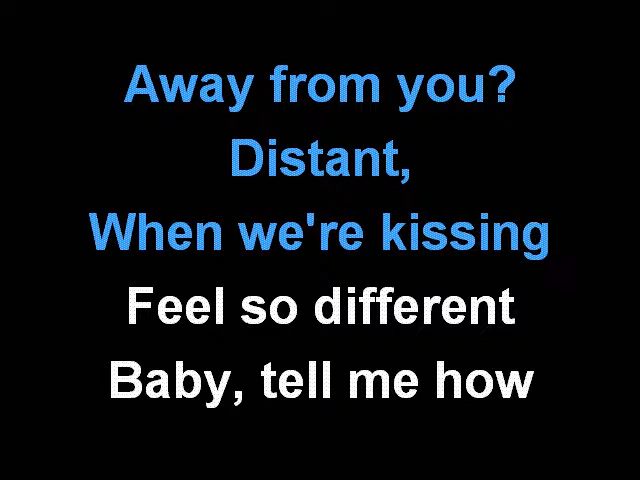 Away from you?
Distant,
When we're kissing
Feel so different
Baby, tell me how